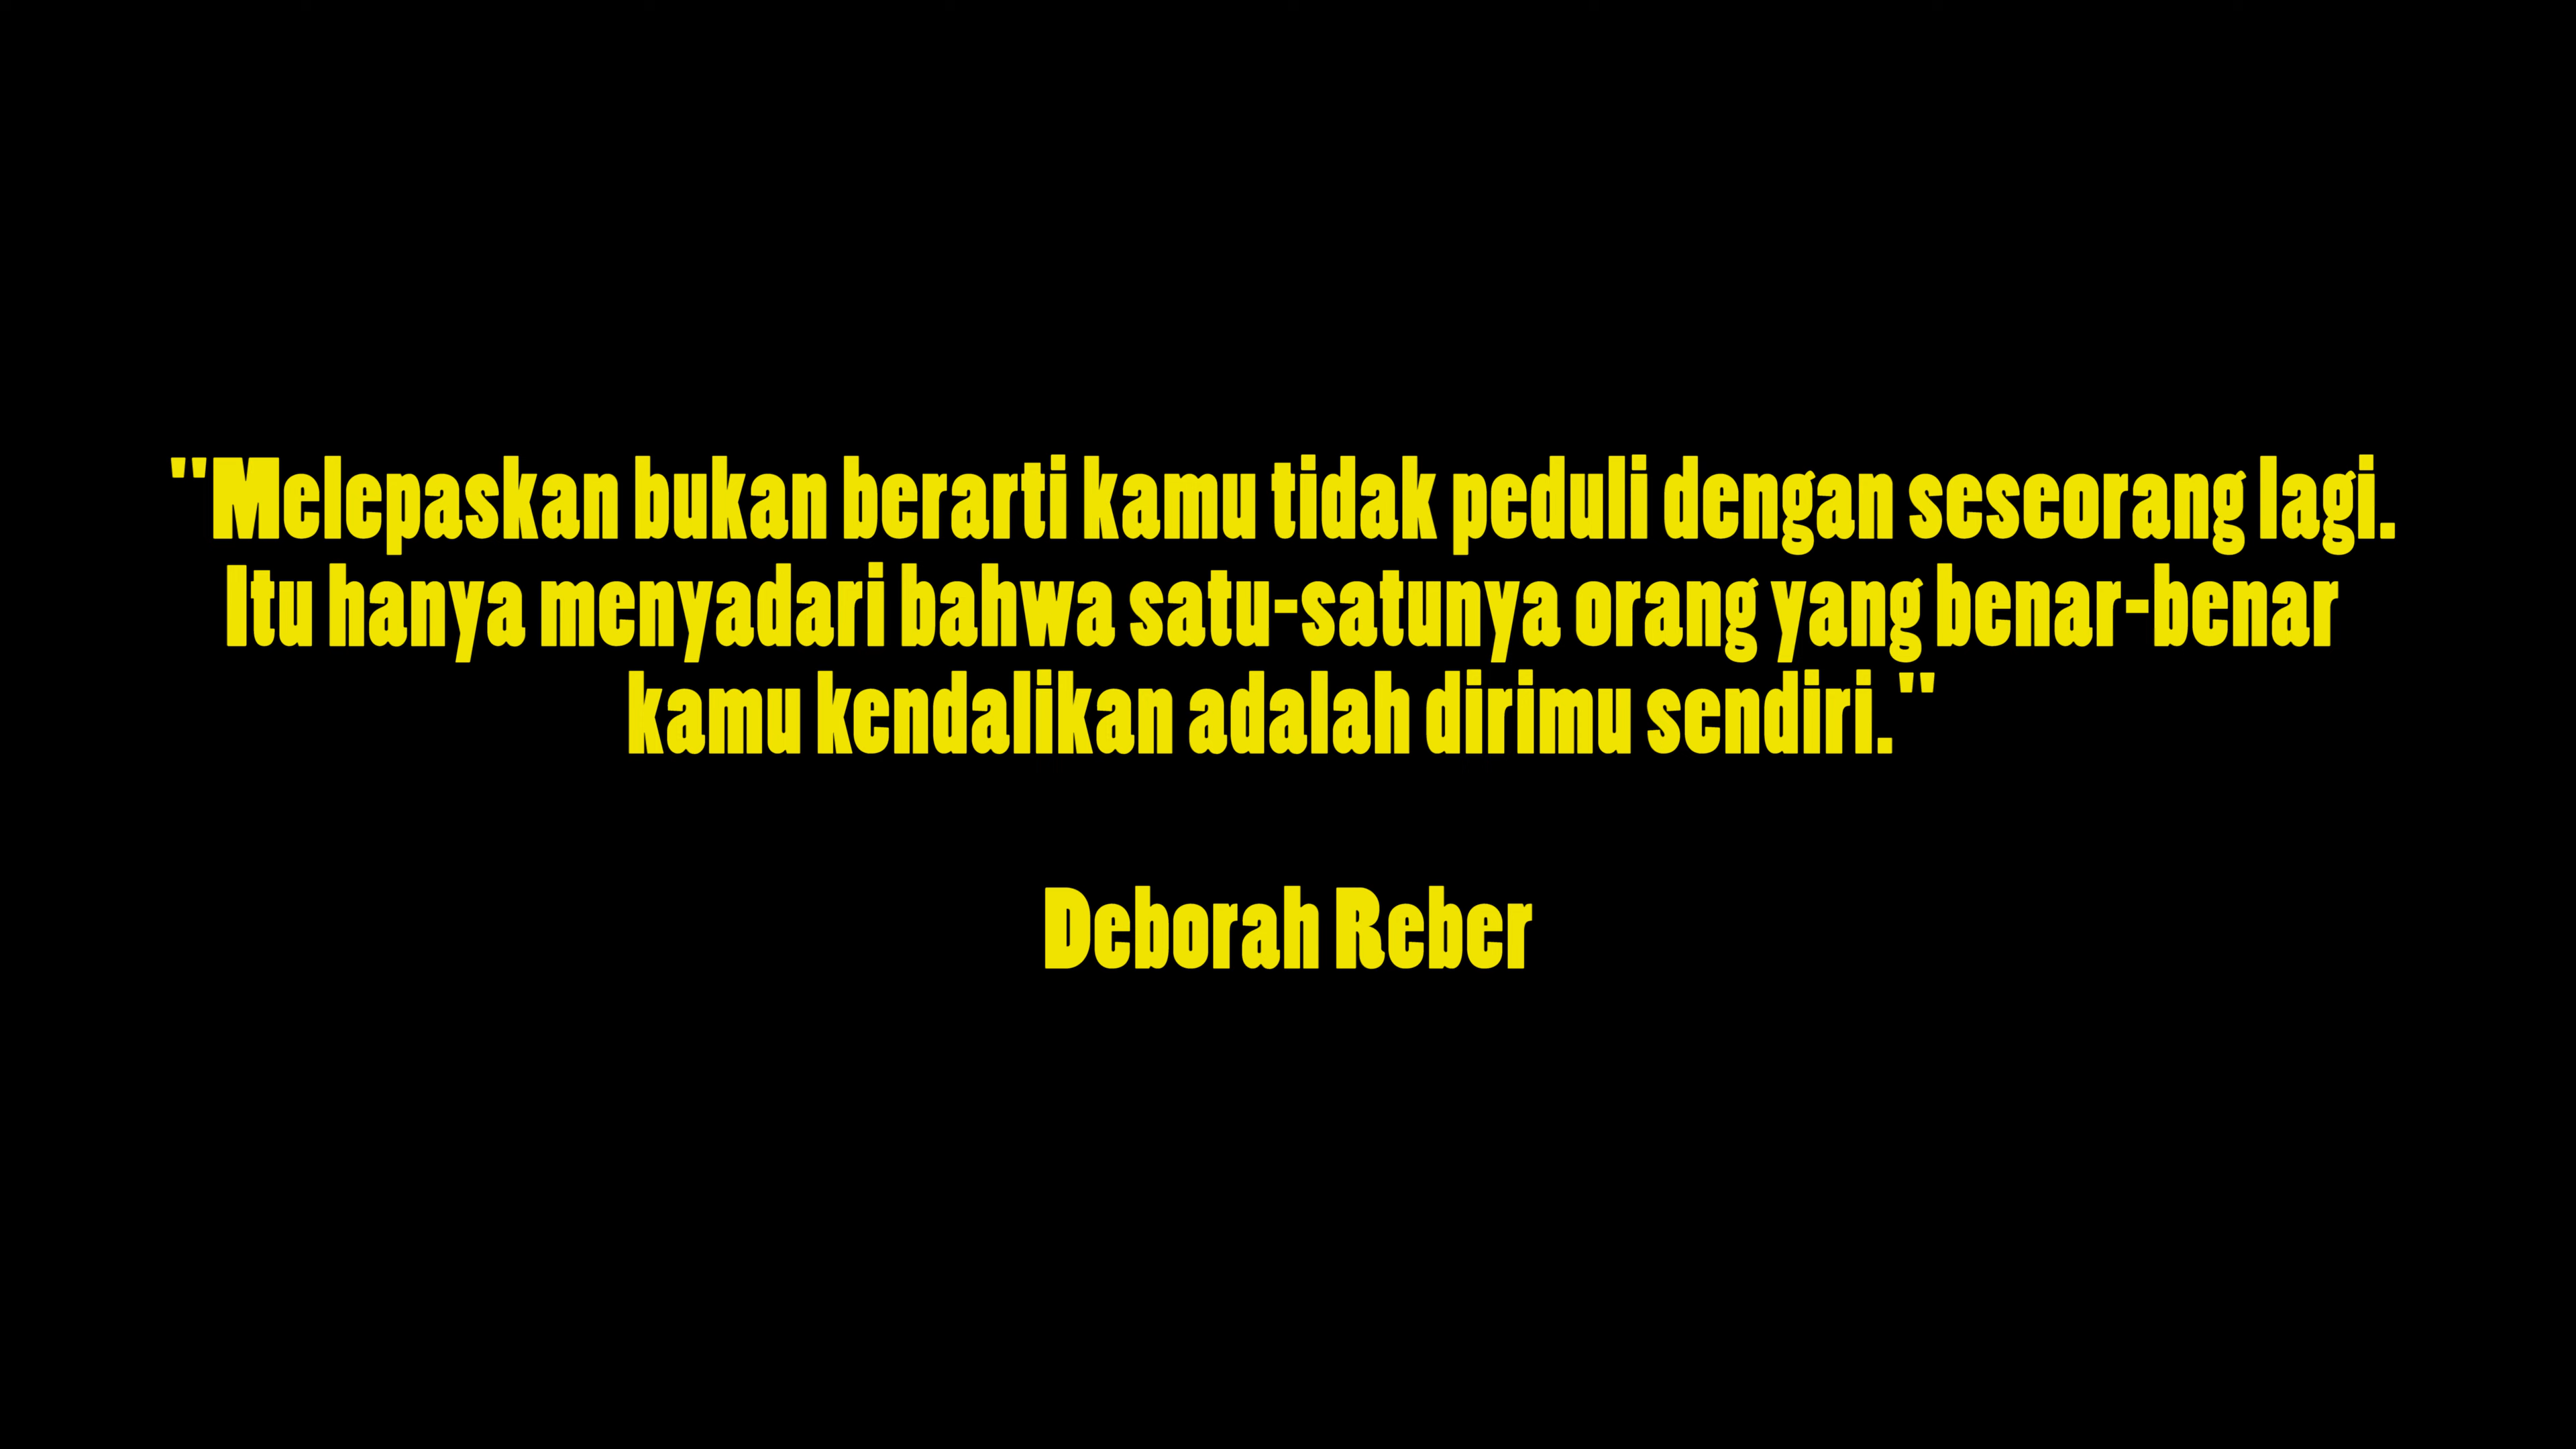 "Melepaskan bukan berarti kamu tidak peduli dengan seseorang lagi.
Itu hanya menyadari bahwa satu-satunya orang yang benar-benar
kamu kendalikan adalah dirimu sendiri."
Deborah Reber